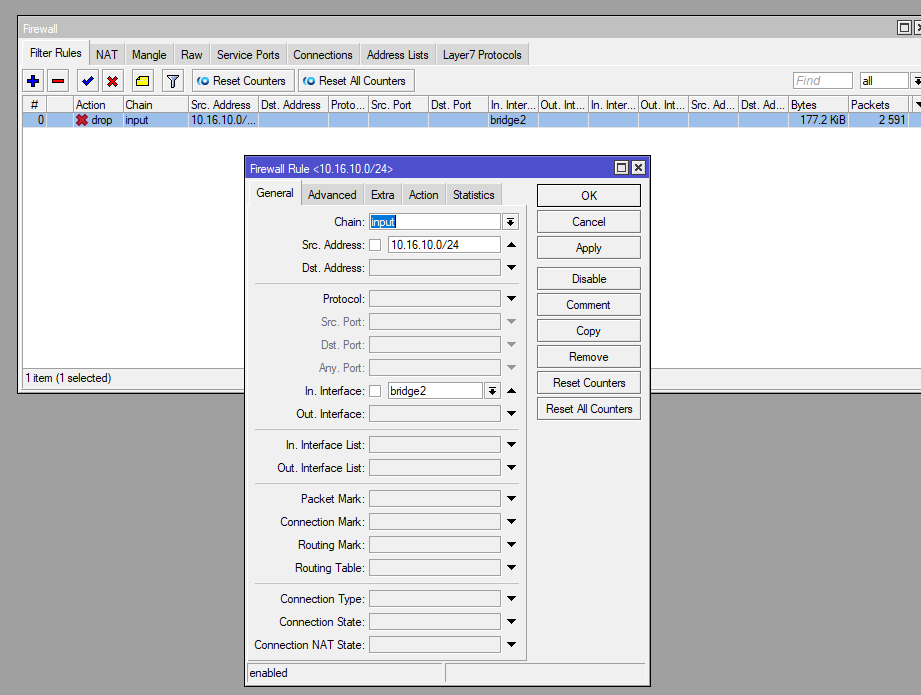 Firewall
Filter Rules NAT Mangle Raw Service Ports Connections Address Lists Layer7 Protocols
Reset Counters Reset All Counters Find all
# Action Chain Src. Address Dst. Address Proto... Src. Port Dst. Port In. Inter... Out. Int... In. Inter... Out. Int... Src. Ad... Dst. Ad... Bytes Packets
0 drop input 10.16.10.0/... bridge2 177.2 KiB 2 591
Firewall Rule <10.16.10.0/24>
General Advanced Extra Action Statistics
OK
Chain: input
Cancel
Src. Address: 10.16.10.0/24
Apply
Dst. Address:
Disable
Protocol:
Comment
Src. Port:
Copy
Dst. Port:
Remove
Any. Port:
1 item (1 selected)
Reset Counters
In. Interface: bridge2
Reset All Counters
Out. Interface:
In. Interface List:
Out. Interface List:
Packet Mark:
Connection Mark:
Routing Mark:
Routing Table:
Connection Type:
Connection State:
Connection NAT State:
enabled